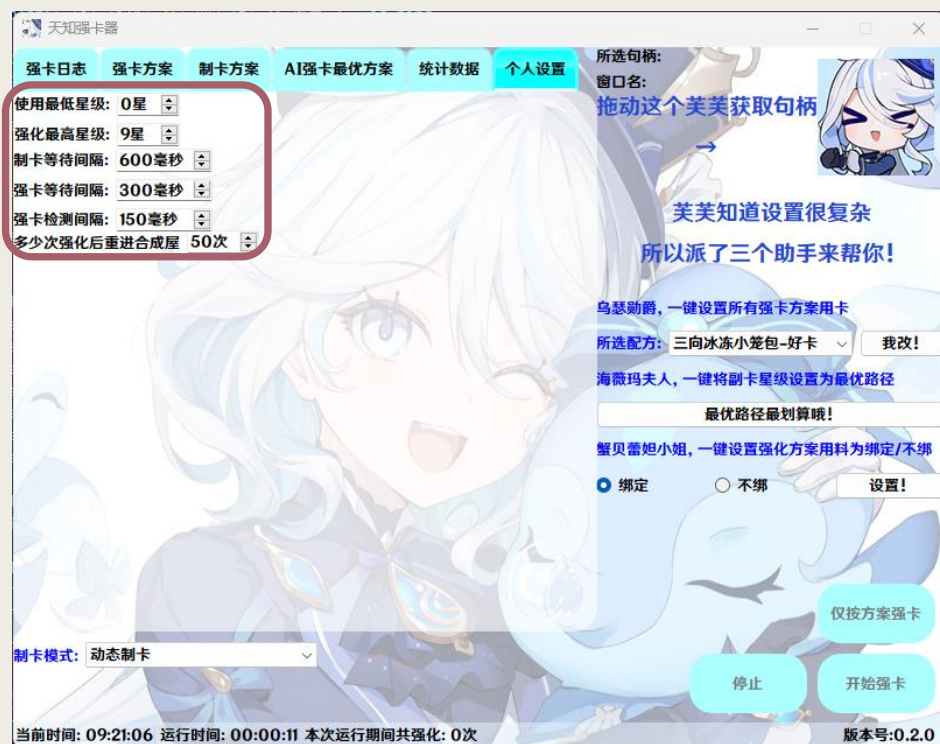 天知强卡器
强卡日志 强卡方案 制卡方案 AI强卡最优方案 统计数据 个人设置
使用最低星级: 0星
强化最高星级: 9星
制卡等待间隔: 600毫秒
强卡等待间隔: 300毫秒
强卡检测间隔: 150毫秒
多少次强化后重进合成屋 50次
制卡模式: 动态制卡
所选句柄:
窗口名:
拖动这个芙芙获取句柄
→
芙芙知道设置很复杂
所以派了三个助手来帮你!
乌瑟勋爵, 一键设置所有强卡方案用卡
所选配方: 三向冰冻小笼包-好卡 我改!
海薇玛夫人, 一键将副卡星级设置为最优路径
最优路径最划算哦!
蟹贝蕾妲小姐, 一键设置强化方案用料为绑定/不绑
绑定 不绑 设置!
仅按方案强卡
停止 开始强卡
当前时间: 09:21:06 运行时间: 00:00:11 本次运行期间共强化: 0次 版本号:0.2.0